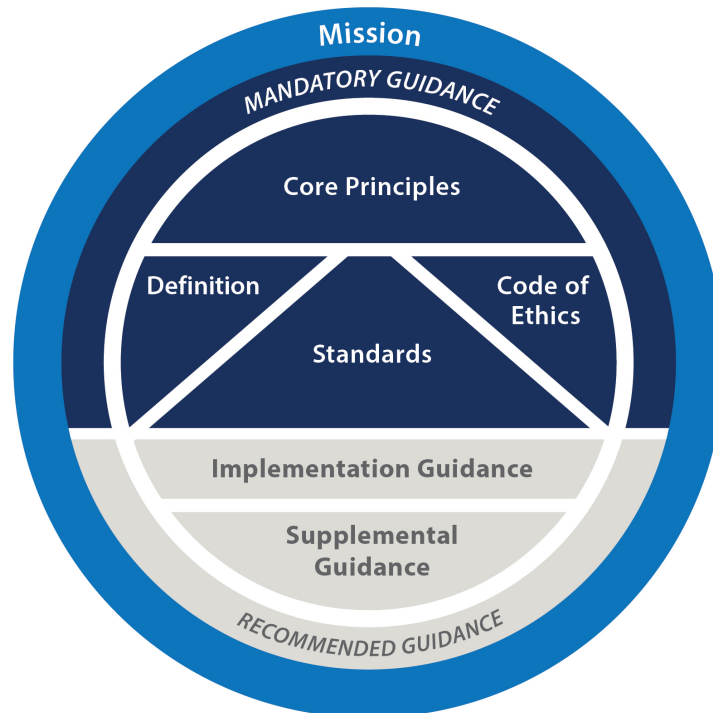 Mission
MANDATORY GUIDANCE
Core Principles
Definition
Code of
Ethics
Standards
Implementation Guidance
Supplemental
Guidance
RECOMMENDED GUIDANCE